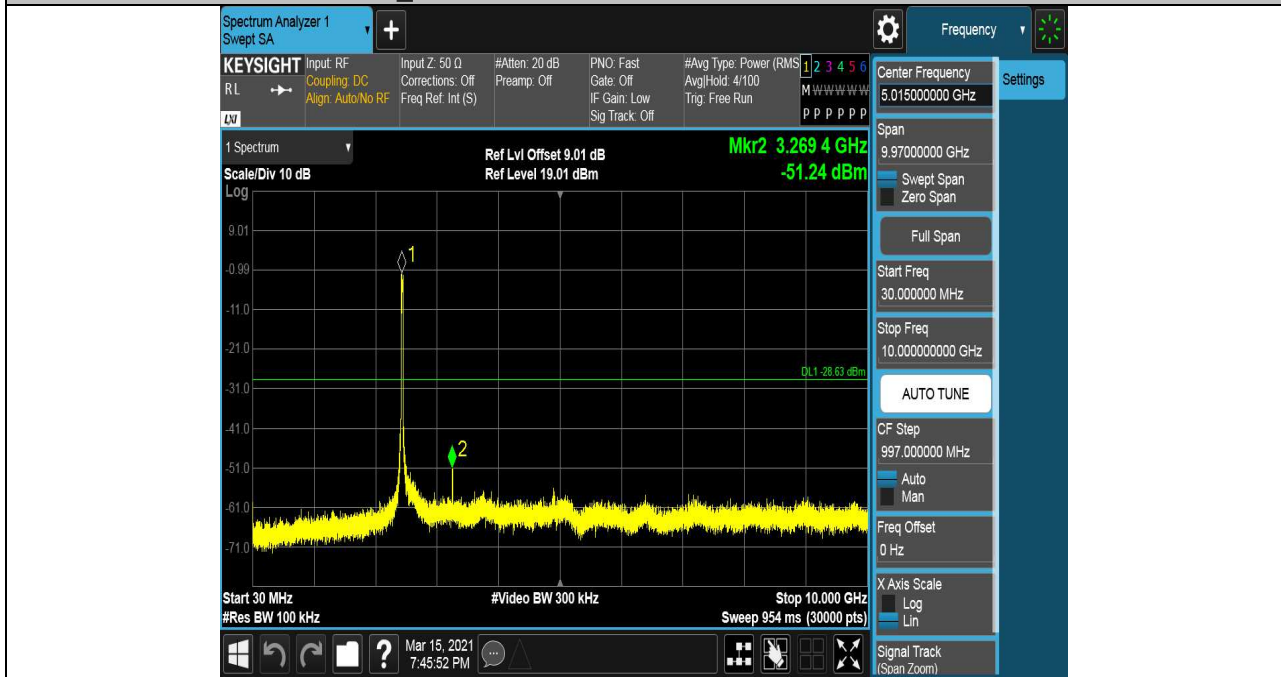 Spectrum Analyzer 1
Swept SA
+
Frequency
KEYSIGHT
RL
LXI
Input: RF
Coupling: DC
Align: Auto/No RF
Input Z: 50 Ω
Corrections: Off
Freq Ref: Int (S)
#Atten: 20 dB
Preamp: Off
PNO: Fast
Gate: Off
IF Gain: Low
Sig Track: Off
#Avg Type: Power (RMS
Avg|Hold: 4/100
Trig: Free Run
1 2 3 4 5 6
M W W W W W
P P P P P P
Center Frequency
5.015000000 GHz
Settings
1 Spectrum
Scale/Div 10 dB
Ref Lvl Offset 9.01 dB
Ref Level 19.01 dBm
Mkr2 3.269 4 GHz
-51.24 dBm
Log
9.01
-0.99
-11.0
-21.0
-31.0
-41.0
-51.0
-61.0
-71.0
1
2
DL1 -28.63 dBm
Start 30 MHz
#Res BW 100 kHz
#Video BW 300 kHz
Stop 10.000 GHz
Sweep 954 ms (30000 pts)
Span
9.97000000 GHz
Swept Span
Zero Span
Full Span
Start Freq
30.000000 MHz
Stop Freq
10.000000000 GHz
AUTO TUNE
CF Step
997.000000 MHz
Auto
Man
Freq Offset
0 Hz
X Axis Scale
Log
Lin
Signal Track
(Span Zoom)
?
Mar 15, 2021
7:45:52 PM